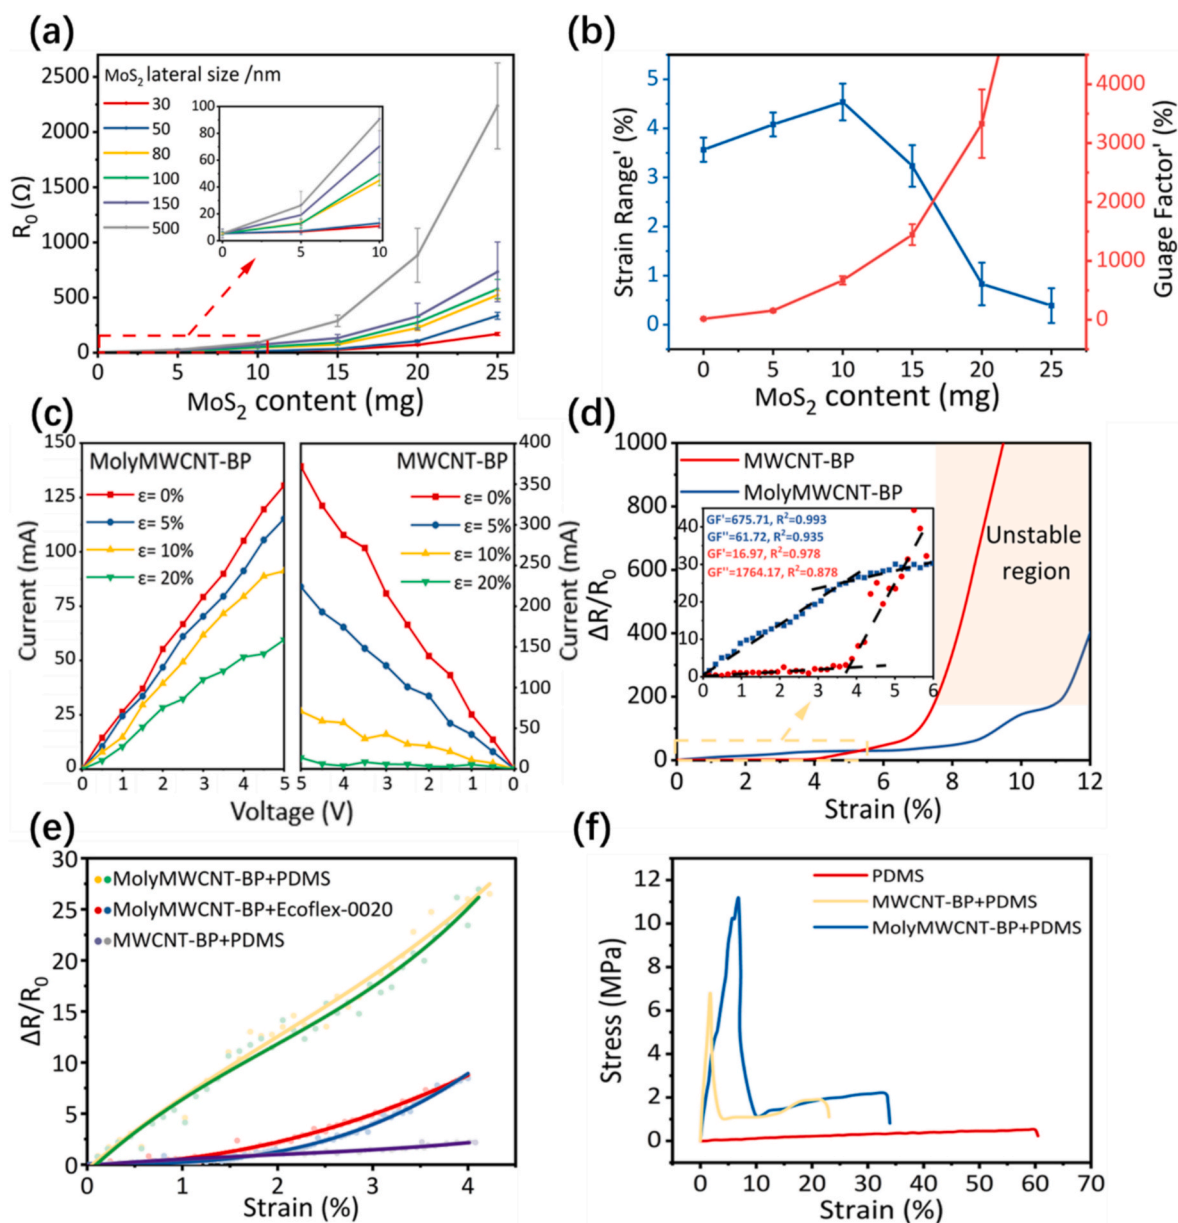 (a)
MoS2 lateral size /nm
30
50
80
100
150
500
R0 (Ω)
2500
2000
1500
1000
500
0
100
80
60
40
20
0
0 5 10
0 5 10 15 20 25
MoS2 content (mg)
(b)
Strain Range' (%)
5
4
3
2
1
0
4000
3000
2000
1000
0
Guage Factor' (%)
0 5 10 15 20 25
MoS2 content (mg)
(c)
Current (mA)
150
125
100
75
50
25
0
MolyMWCNT-BP
ε= 0%
ε= 5%
ε= 10%
ε= 20%
MWCNT-BP
ε= 0%
ε= 5%
ε= 10%
ε= 20%
400
300
200
100
0
Current (mA)
0 1 2 3 4 5 5 4 3 2 1 0
Voltage (V)
(d)
ΔR/R0
1000
800
600
400
200
0
MWCNT-BP
MolyMWCNT-BP
GF'=675.71, R²=0.993
GF''=61.72, R²=0.935
GF'=16.97, R²=0.978
GF''=1764.17, R²=0.878
40
30
20
10
0
0 1 2 3 4 5 6
Unstable
region
0 2 4 6 8 10 12
Strain (%)
(e)
ΔR/R0
30
25
20
15
10
5
0
MolyMWCNT-BP+PDMS
MolyMWCNT-BP+Ecoflex-0020
MWCNT-BP+PDMS
0 1 2 3 4
Strain (%)
(f)
Stress (MPa)
12
10
8
6
4
2
0
PDMS
MWCNT-BP+PDMS
MolyMWCNT-BP+PDMS
0 10 20 30 40 50 60 70
Strain (%)